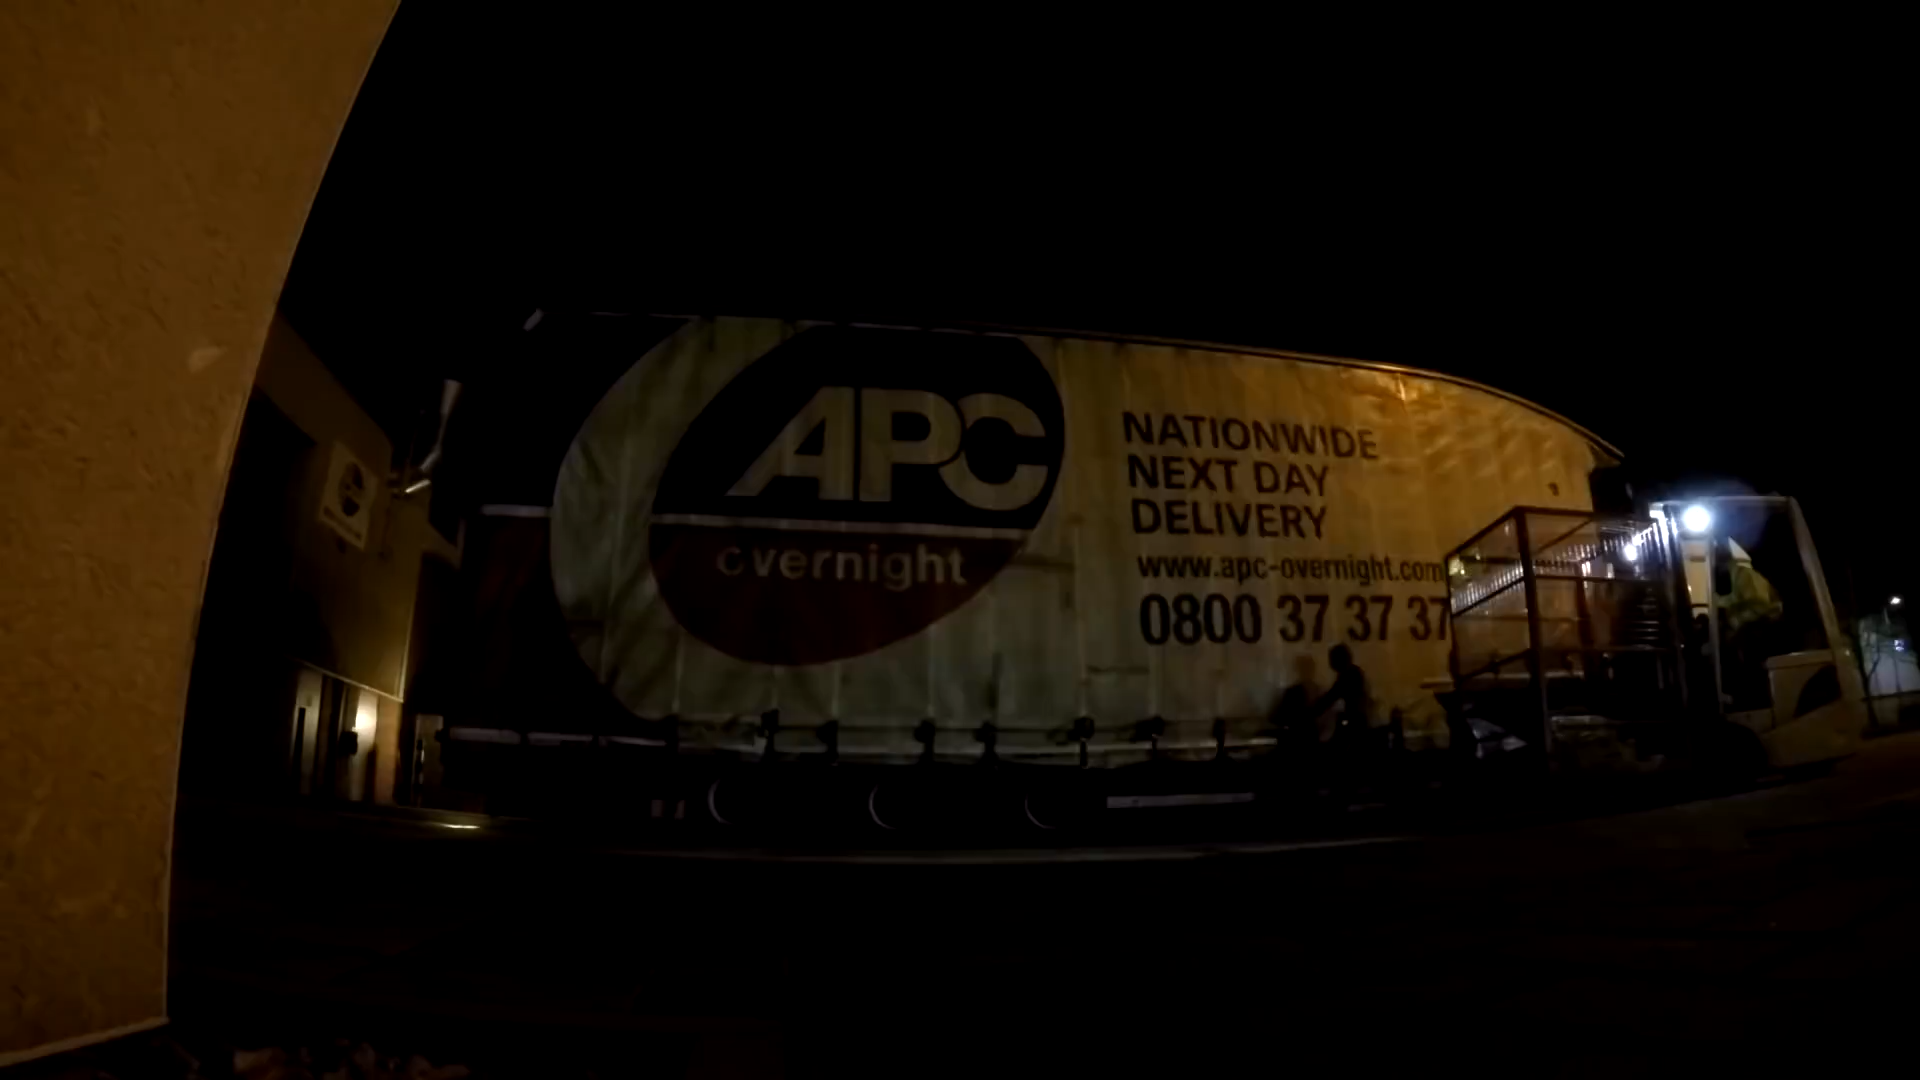 APC
overnight
NATIONWIDE
NEXT DAY
DELIVERY
www.apc-overnight.com
0800 37 37 37